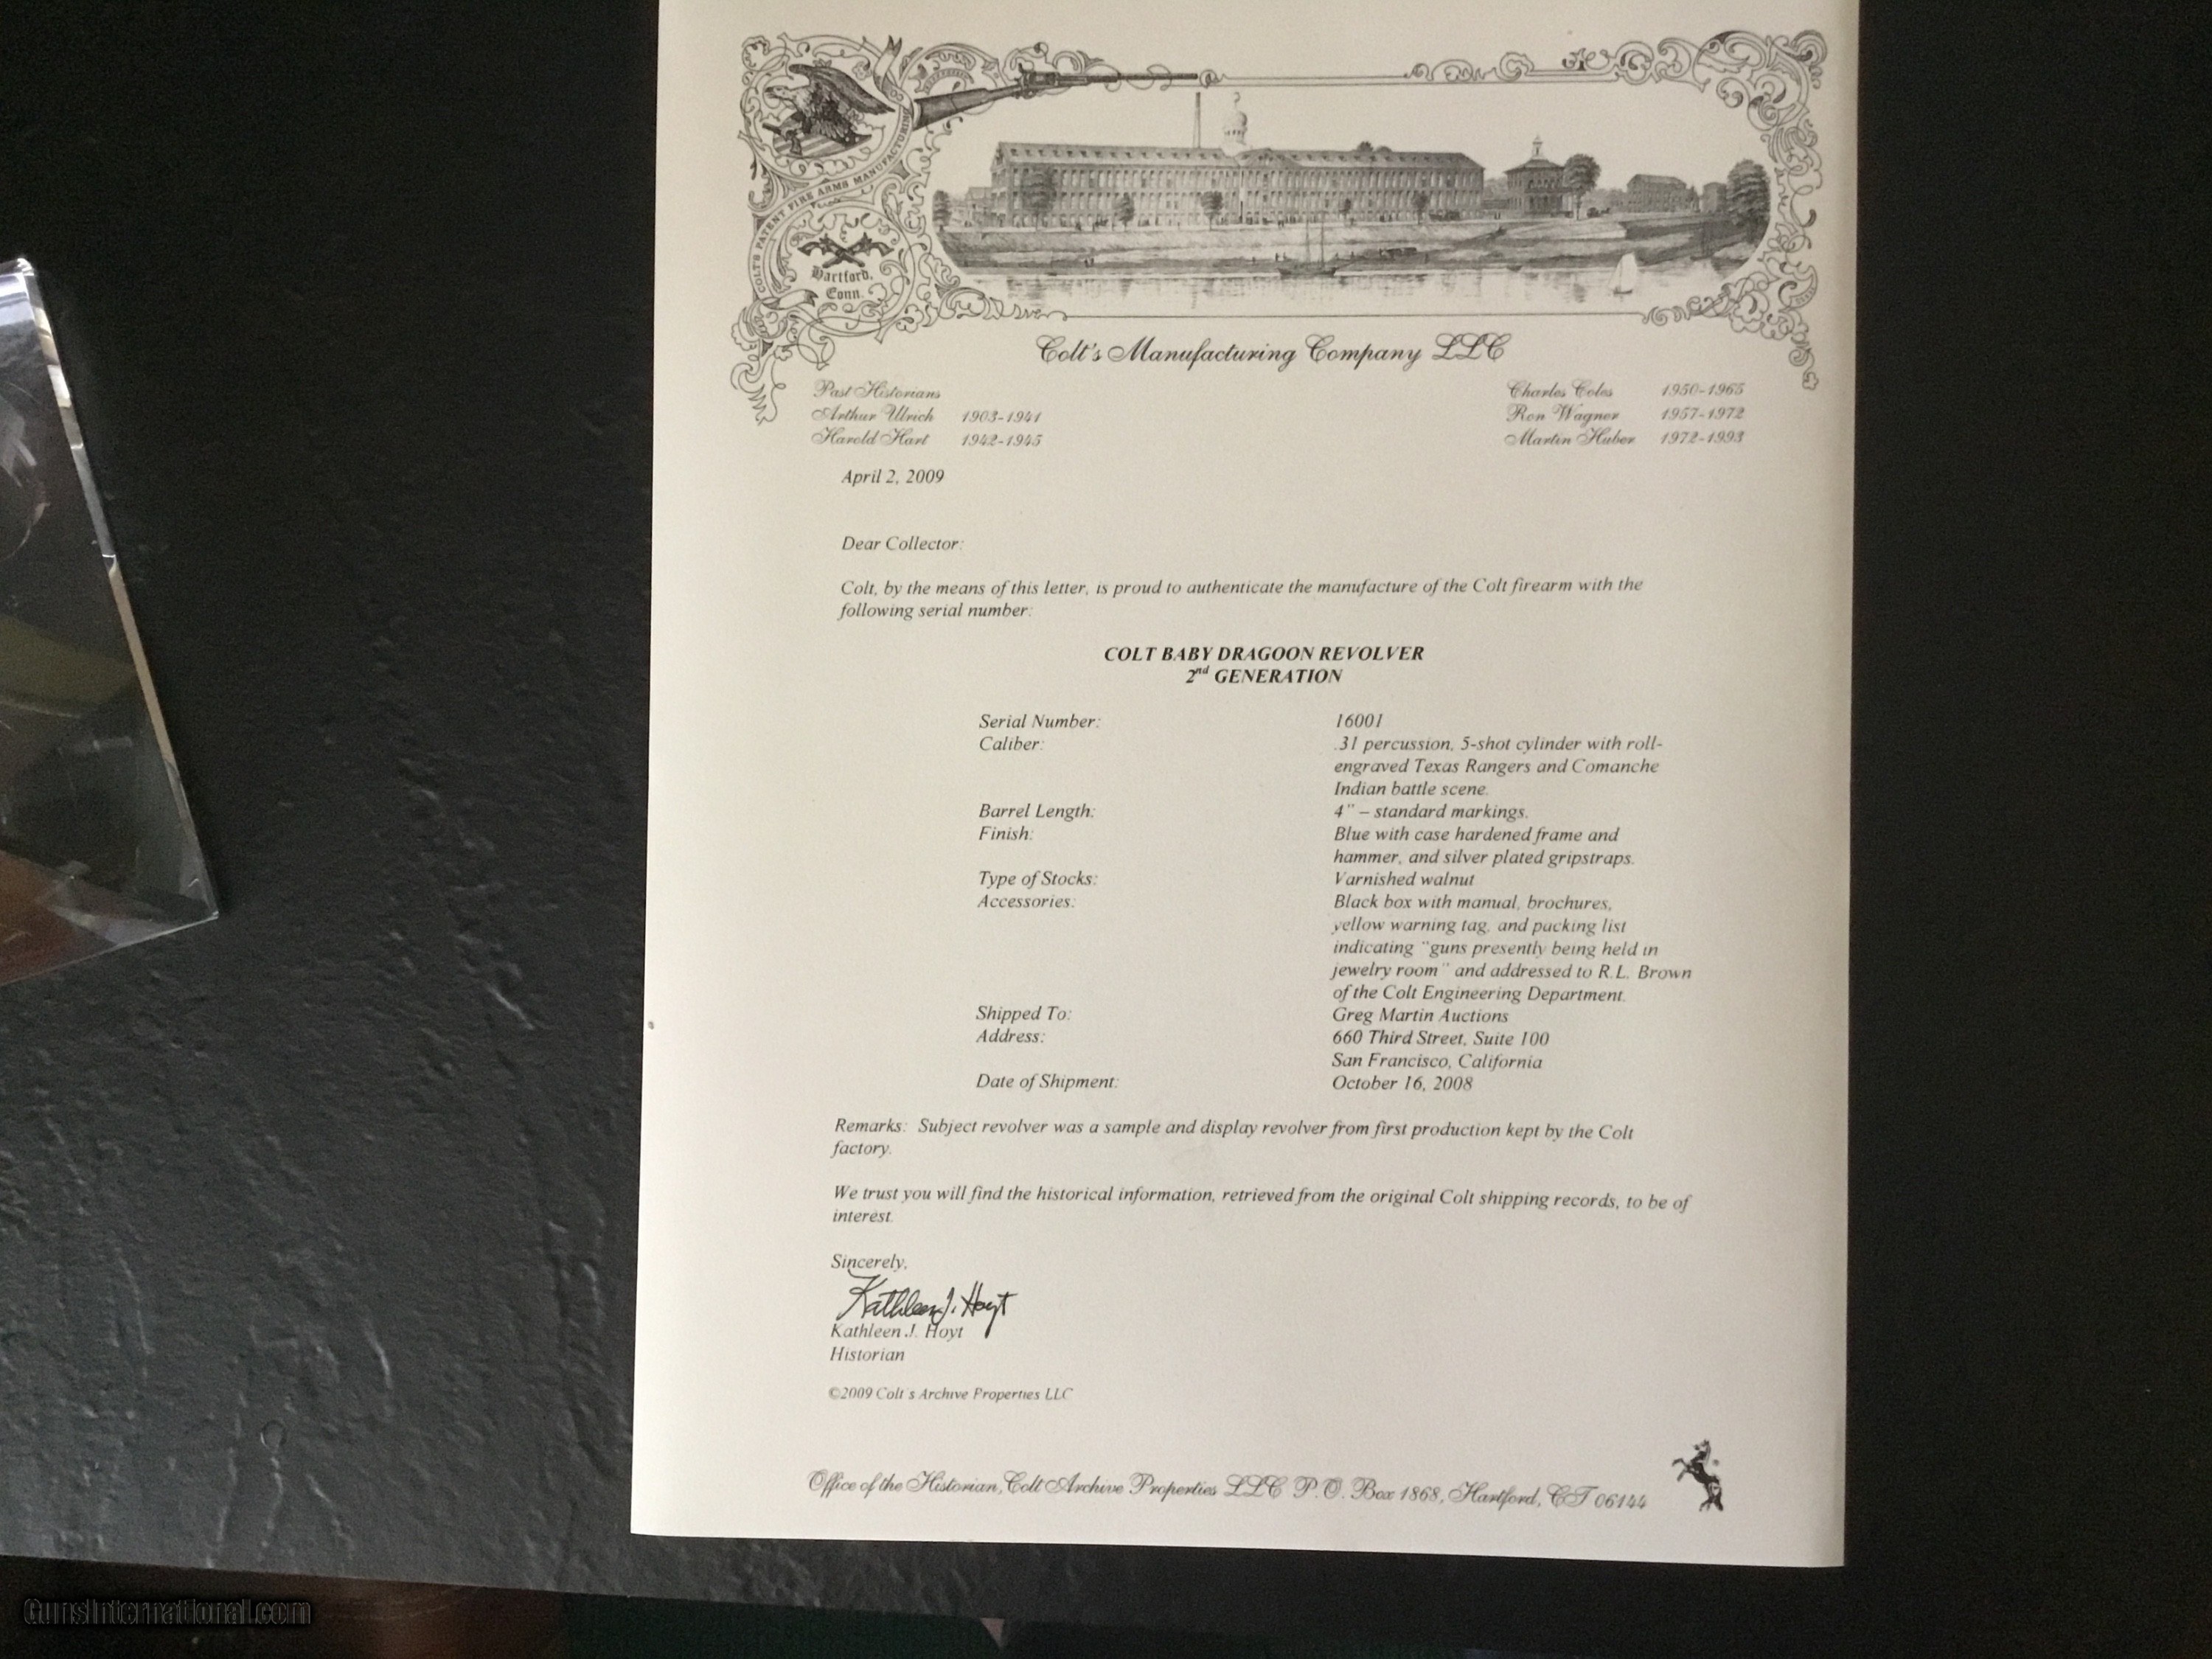 COLT'S PATENT FIRE ARMS MANUFACTURING
Hartford,
Conn.
Colt's Manufacturing Company LLC
Past Historians
Arthur Ulrich 1903-1941
Harold Hart 1942-1945
Charles Coles 1950-1965
Ron Wagner 1957-1972
Martin Huber 1972-1993
April 2, 2009
Dear Collector:
Colt, by the means of this letter, is proud to authenticate the manufacture of the Colt firearm with the
following serial number:
COLT BABY DRAGOON REVOLVER
2nd GENERATION
Serial Number: 16001
Caliber: .31 percussion, 5-shot cylinder with roll-
engraved Texas Rangers and Comanche
Indian battle scene.
Barrel Length: 4" – standard markings.
Finish: Blue with case hardened frame and
hammer, and silver plated gripstraps.
Type of Stocks: Varnished walnut
Accessories: Black box with manual, brochures,
yellow warning tag, and packing list
indicating "guns presently being held in
jewelry room" and addressed to R.L. Brown
of the Colt Engineering Department.
Shipped To: Greg Martin Auctions
Address: 660 Third Street, Suite 100
San Francisco, California
Date of Shipment: October 16, 2008
Remarks: Subject revolver was a sample and display revolver from first production kept by the Colt
factory.
We trust you will find the historical information, retrieved from the original Colt shipping records, to be of
interest.
Sincerely,
Kathleen J. Hoyt
Kathleen J. Hoyt
Historian
©2009 Colt's Archive Properties LLC
Office of the Historian, Colt Archive Properties LLC P.O. Box 1868, Hartford, CT 06144
GunsInternational.com